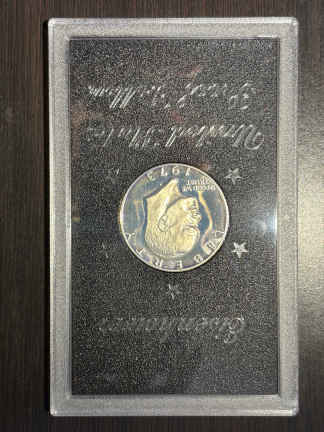 Eisenhower
LIBERTY
IN GOD WE
TRUST
1973
United States
Proof Dollar